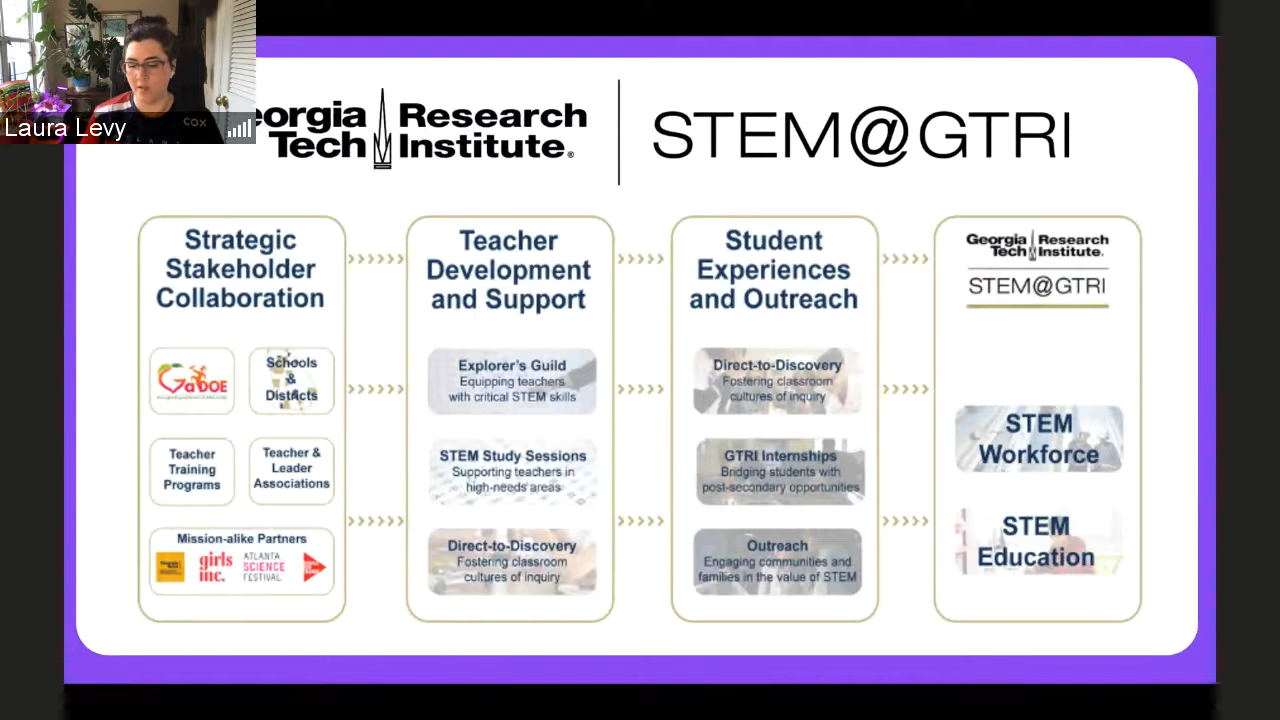 Laura Levy
COX
eorgia Tech Research Institute®
STEM@GTRI
Strategic
Stakeholder
Collaboration
GaDOE
Schools
&
Districts
Teacher
Training
Programs
Teacher &
Leader
Associations
Mission-alike Partners
girls
inc.
ATLANTA
SCIENCE
FESTIVAL
Teacher
Development
and Support
Explorer's Guild
Equipping teachers
with critical STEM skills
STEM Study Sessions
Supporting teachers in
high-needs areas
Direct-to-Discovery
Fostering classroom
cultures of inquiry
Student
Experiences
and Outreach
Direct-to-Discovery
Fostering classroom
cultures of inquiry
GTRI Internships
Bridging students with
post-secondary opportunities
Outreach
Engaging communities and
families in the value of STEM
Georgia Tech Research Institute®
STEM@GTRI
STEM
Workforce
STEM
Education